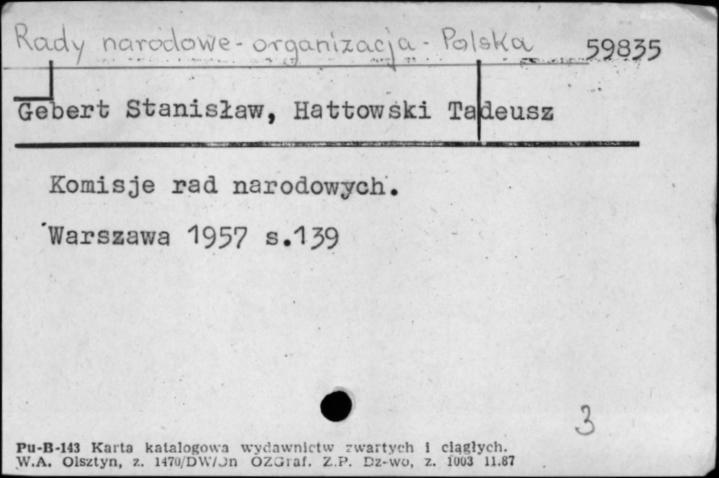 Rady narodowe - organizacja - Polska
59835
Gebert Stanisław, Hattowski Tadeusz
Komisje rad narodowych.
Warszawa 1957 s.139
3
Pu-B-143 Karta katalogowa wydawnictw zwartych i ciągłych.
W.A. Olsztyn, z. 1470/DW/Jn OZGraf. Z.P. Dz-wo, z. 1003 11.87